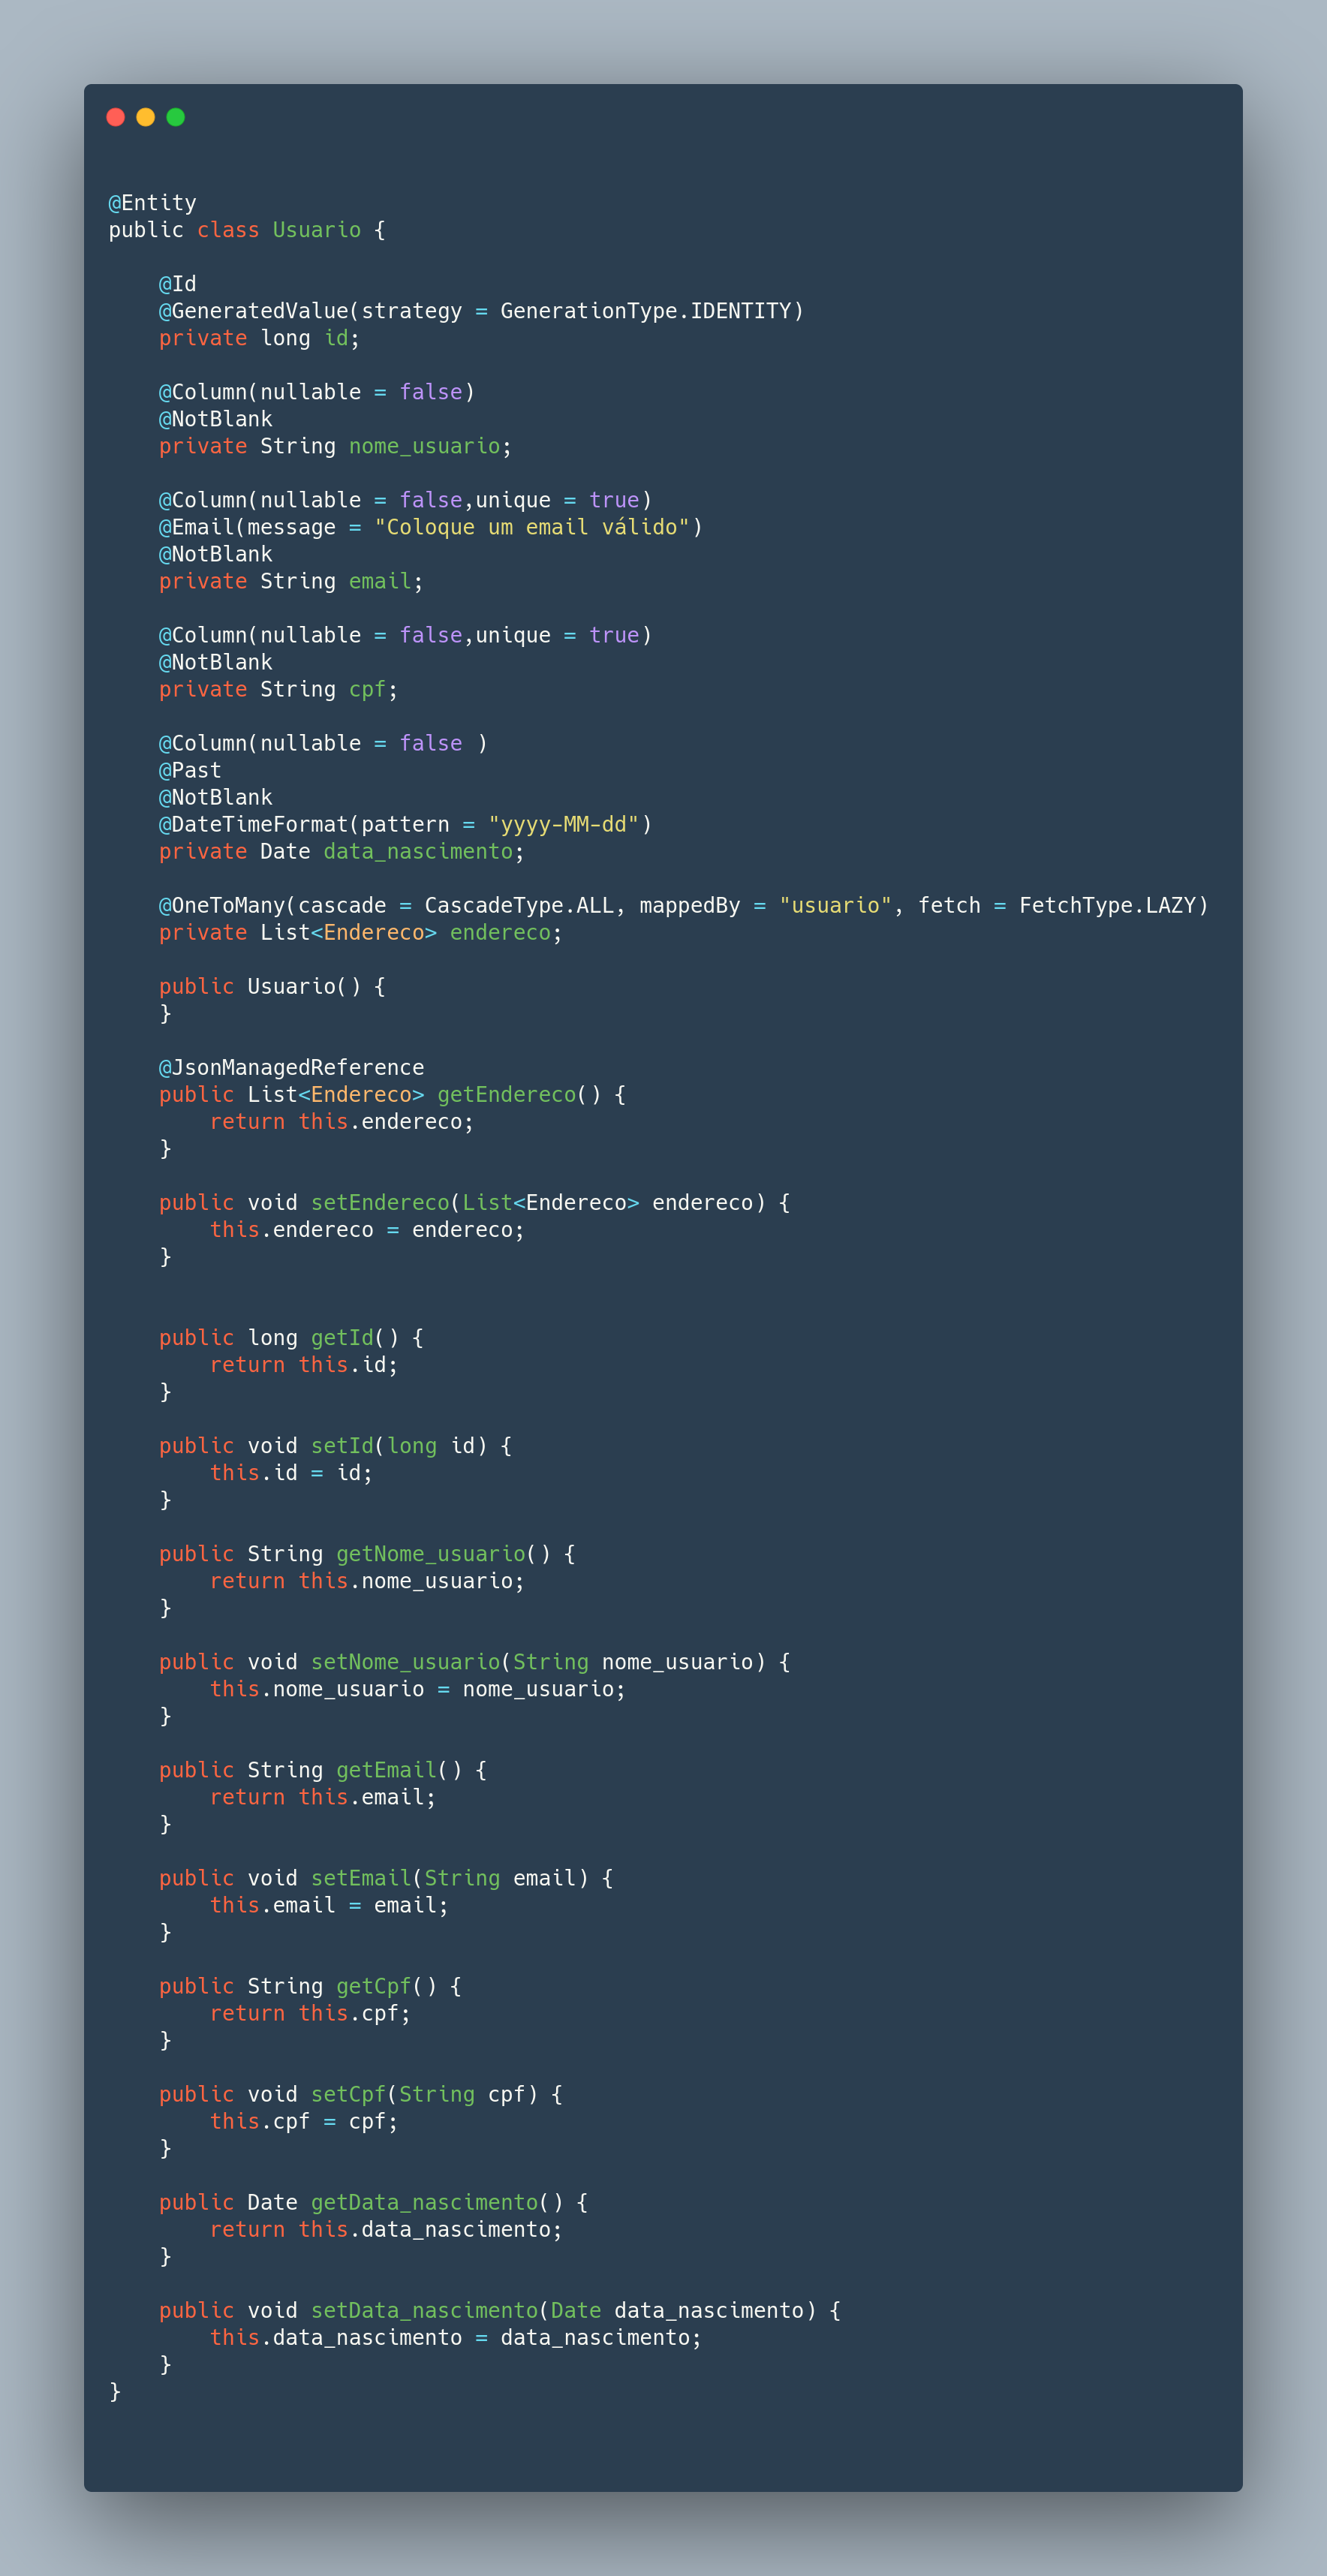 @Entity
public class Usuario {
    @Id
    @GeneratedValue(strategy = GenerationType.IDENTITY)
    private long id;
    @Column(nullable = false)
    @NotBlank
    private String nome_usuario;
    @Column(nullable = false,unique = true)
    @Email(message = "Coloque um email válido")
    @NotBlank
    private String email;
    @Column(nullable = false,unique = true)
    @NotBlank
    private String cpf;
    @Column(nullable = false )
    @Past
    @NotBlank
    @DateTimeFormat(pattern = "yyyy-MM-dd")
    private Date data_nascimento;
    @OneToMany(cascade = CascadeType.ALL, mappedBy = "usuario", fetch = FetchType.LAZY)
    private List<Endereco> endereco;
    public Usuario() {
    }
    @JsonManagedReference
    public List<Endereco> getEndereco() {
        return this.endereco;
    }
    public void setEndereco(List<Endereco> endereco) {
        this.endereco = endereco;
    }
    public long getId() {
        return this.id;
    }
    public void setId(long id) {
        this.id = id;
    }
    public String getNome_usuario() {
        return this.nome_usuario;
    }
    public void setNome_usuario(String nome_usuario) {
        this.nome_usuario = nome_usuario;
    }
    public String getEmail() {
        return this.email;
    }
    public void setEmail(String email) {
        this.email = email;
    }
    public String getCpf() {
        return this.cpf;
    }
    public void setCpf(String cpf) {
        this.cpf = cpf;
    }
    public Date getData_nascimento() {
        return this.data_nascimento;
    }
    public void setData_nascimento(Date data_nascimento) {
        this.data_nascimento = data_nascimento;
    }
}